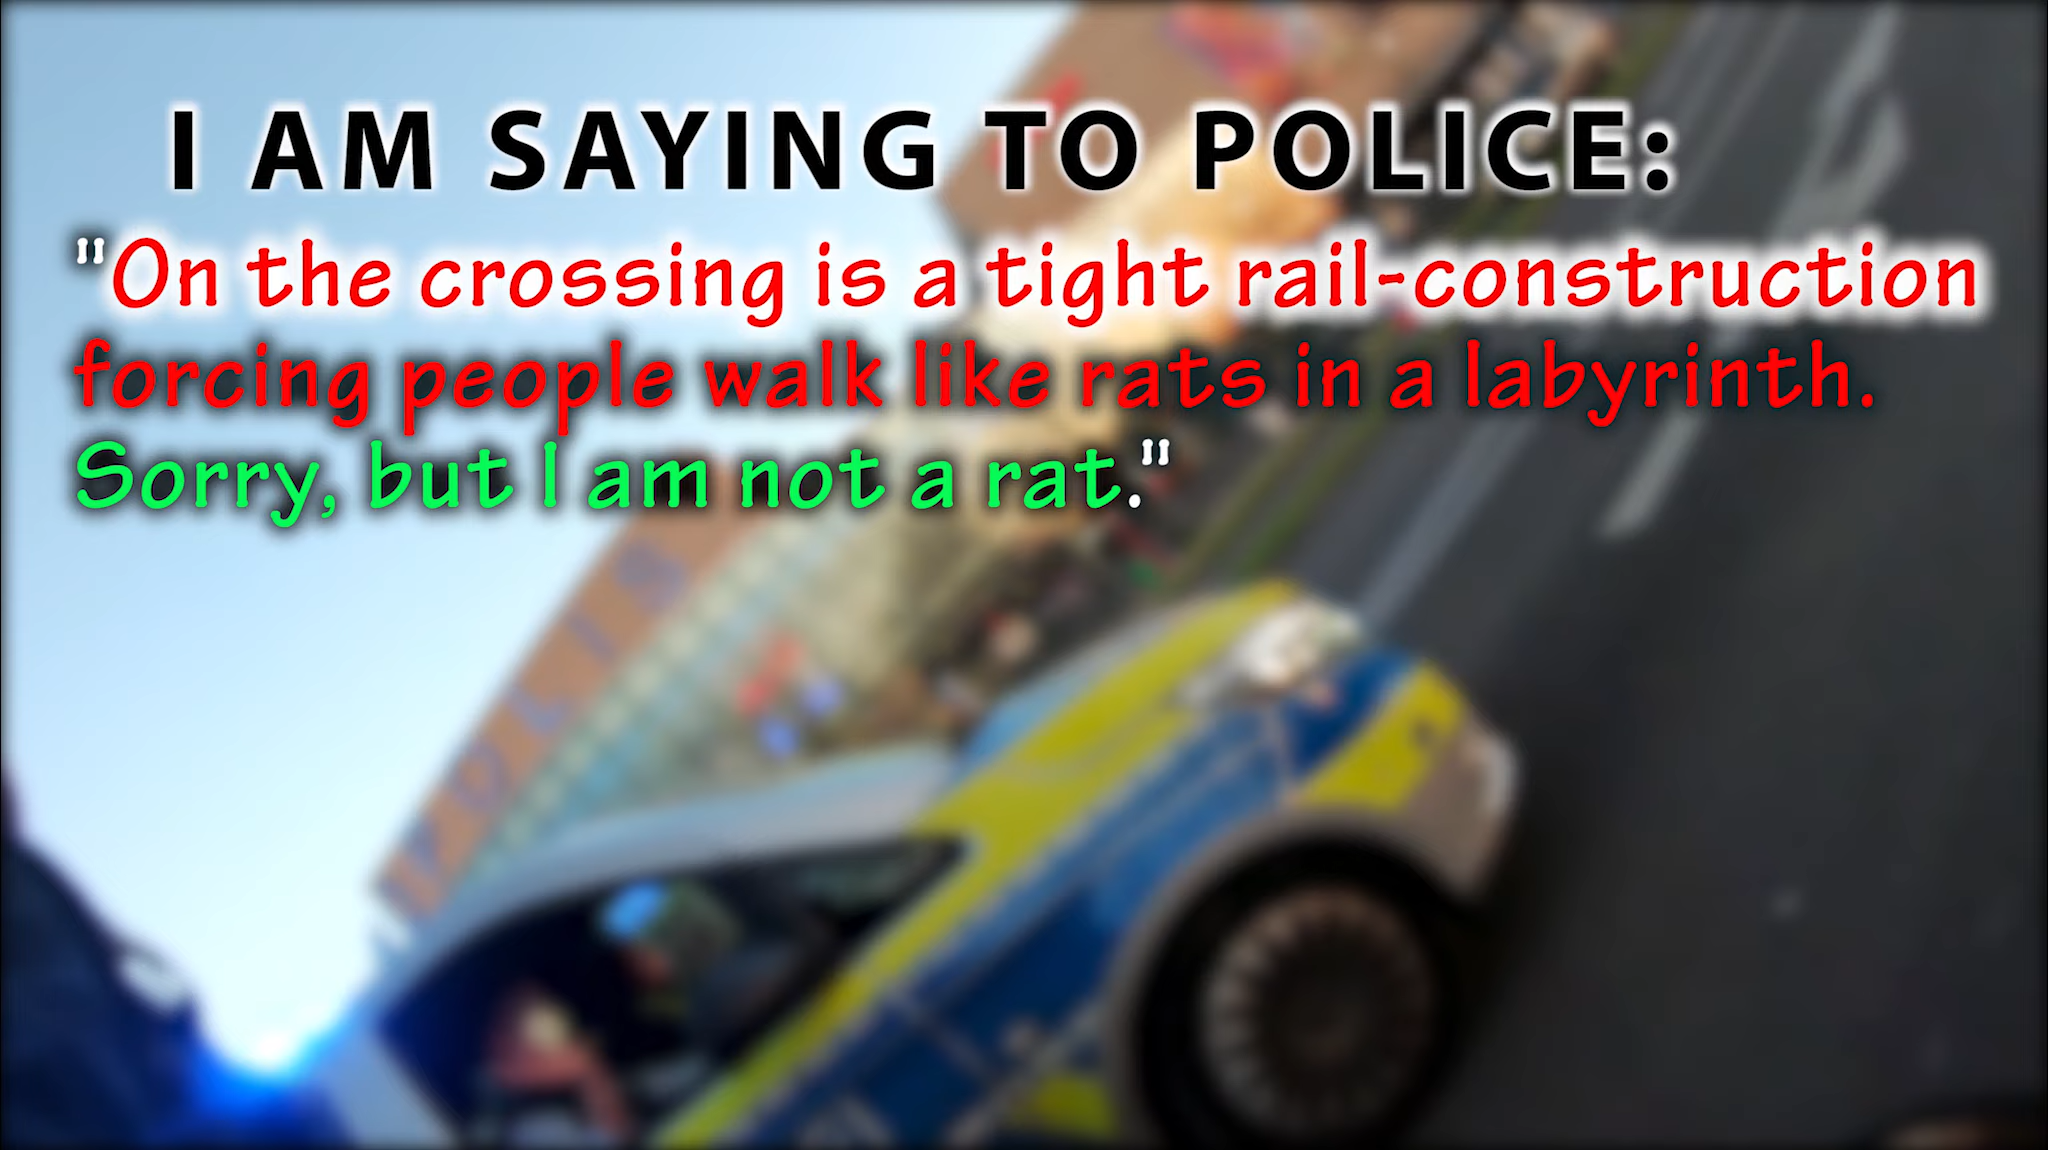 I AM SAYING TO POLICE:
"On the crossing is a tight rail-construction
forcing people walk like rats in a labyrinth.
Sorry, but I am not a rat."